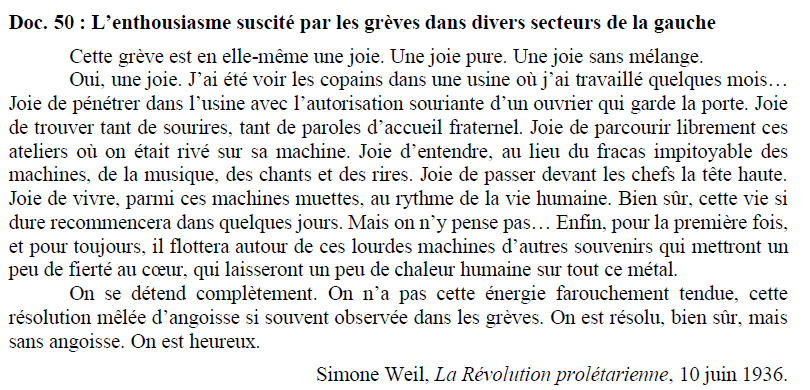 Doc. 50 : L’enthousiasme suscité par les grèves dans divers secteurs de la gauche
Cette grève est en elle-même une joie. Une joie pure. Une joie sans mélange.
Oui, une joie. J’ai été voir les copains dans une usine où j’ai travaillé quelques mois…
Joie de pénétrer dans l’usine avec l’autorisation souriante d’un ouvrier qui garde la porte. Joie
de trouver tant de sourires, tant de paroles d’accueil fraternel. Joie de parcourir librement ces
ateliers où on était rivé sur sa machine. Joie d’entendre, au lieu du fracas impitoyable des
machines, de la musique, des chants et des rires. Joie de passer devant les chefs la tête haute.
Joie de vivre, parmi ces machines muettes, au rythme de la vie humaine. Bien sûr, cette vie si
dure recommencera dans quelques jours. Mais on n’y pense pas… Enfin, pour la première fois,
et pour toujours, il flottera autour de ces lourdes machines d’autres souvenirs qui mettront un
peu de fierté au cœur, qui laisseront un peu de chaleur humaine sur tout ce métal.
On se détend complètement. On n’a pas cette énergie farouchement tendue, cette
résolution mêlée d’angoisse si souvent observée dans les grèves. On est résolu, bien sûr, mais
sans angoisse. On est heureux.
Simone Weil, La Révolution prolétarienne, 10 juin 1936.